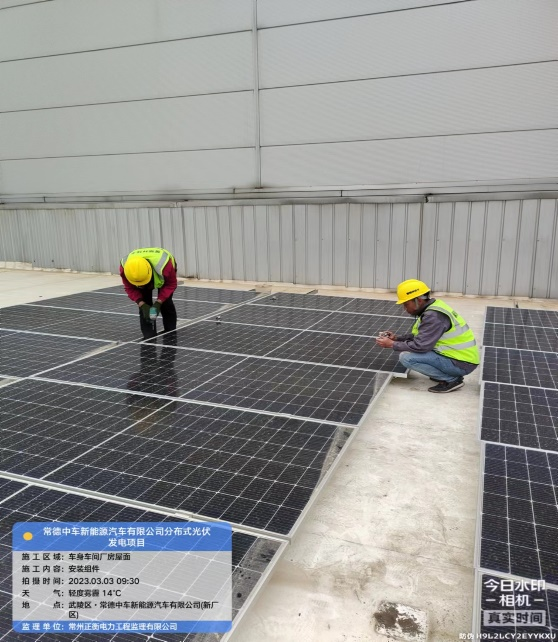 常德中车新能源汽车有限公司分布式光伏
发电项目
施工区域：车身车间厂房屋面
施工内容：安装组件
拍摄时间：2023.03.03 09:30
天　　气：轻度雾霾 14℃
地　　点：武陵区·常德中车新能源汽车有限公司(新厂
区)
监理单位：常州正衡电力工程监理有限公司
今日水印
相机
真实时间
防伪 H9L2LCY2EYYKXU